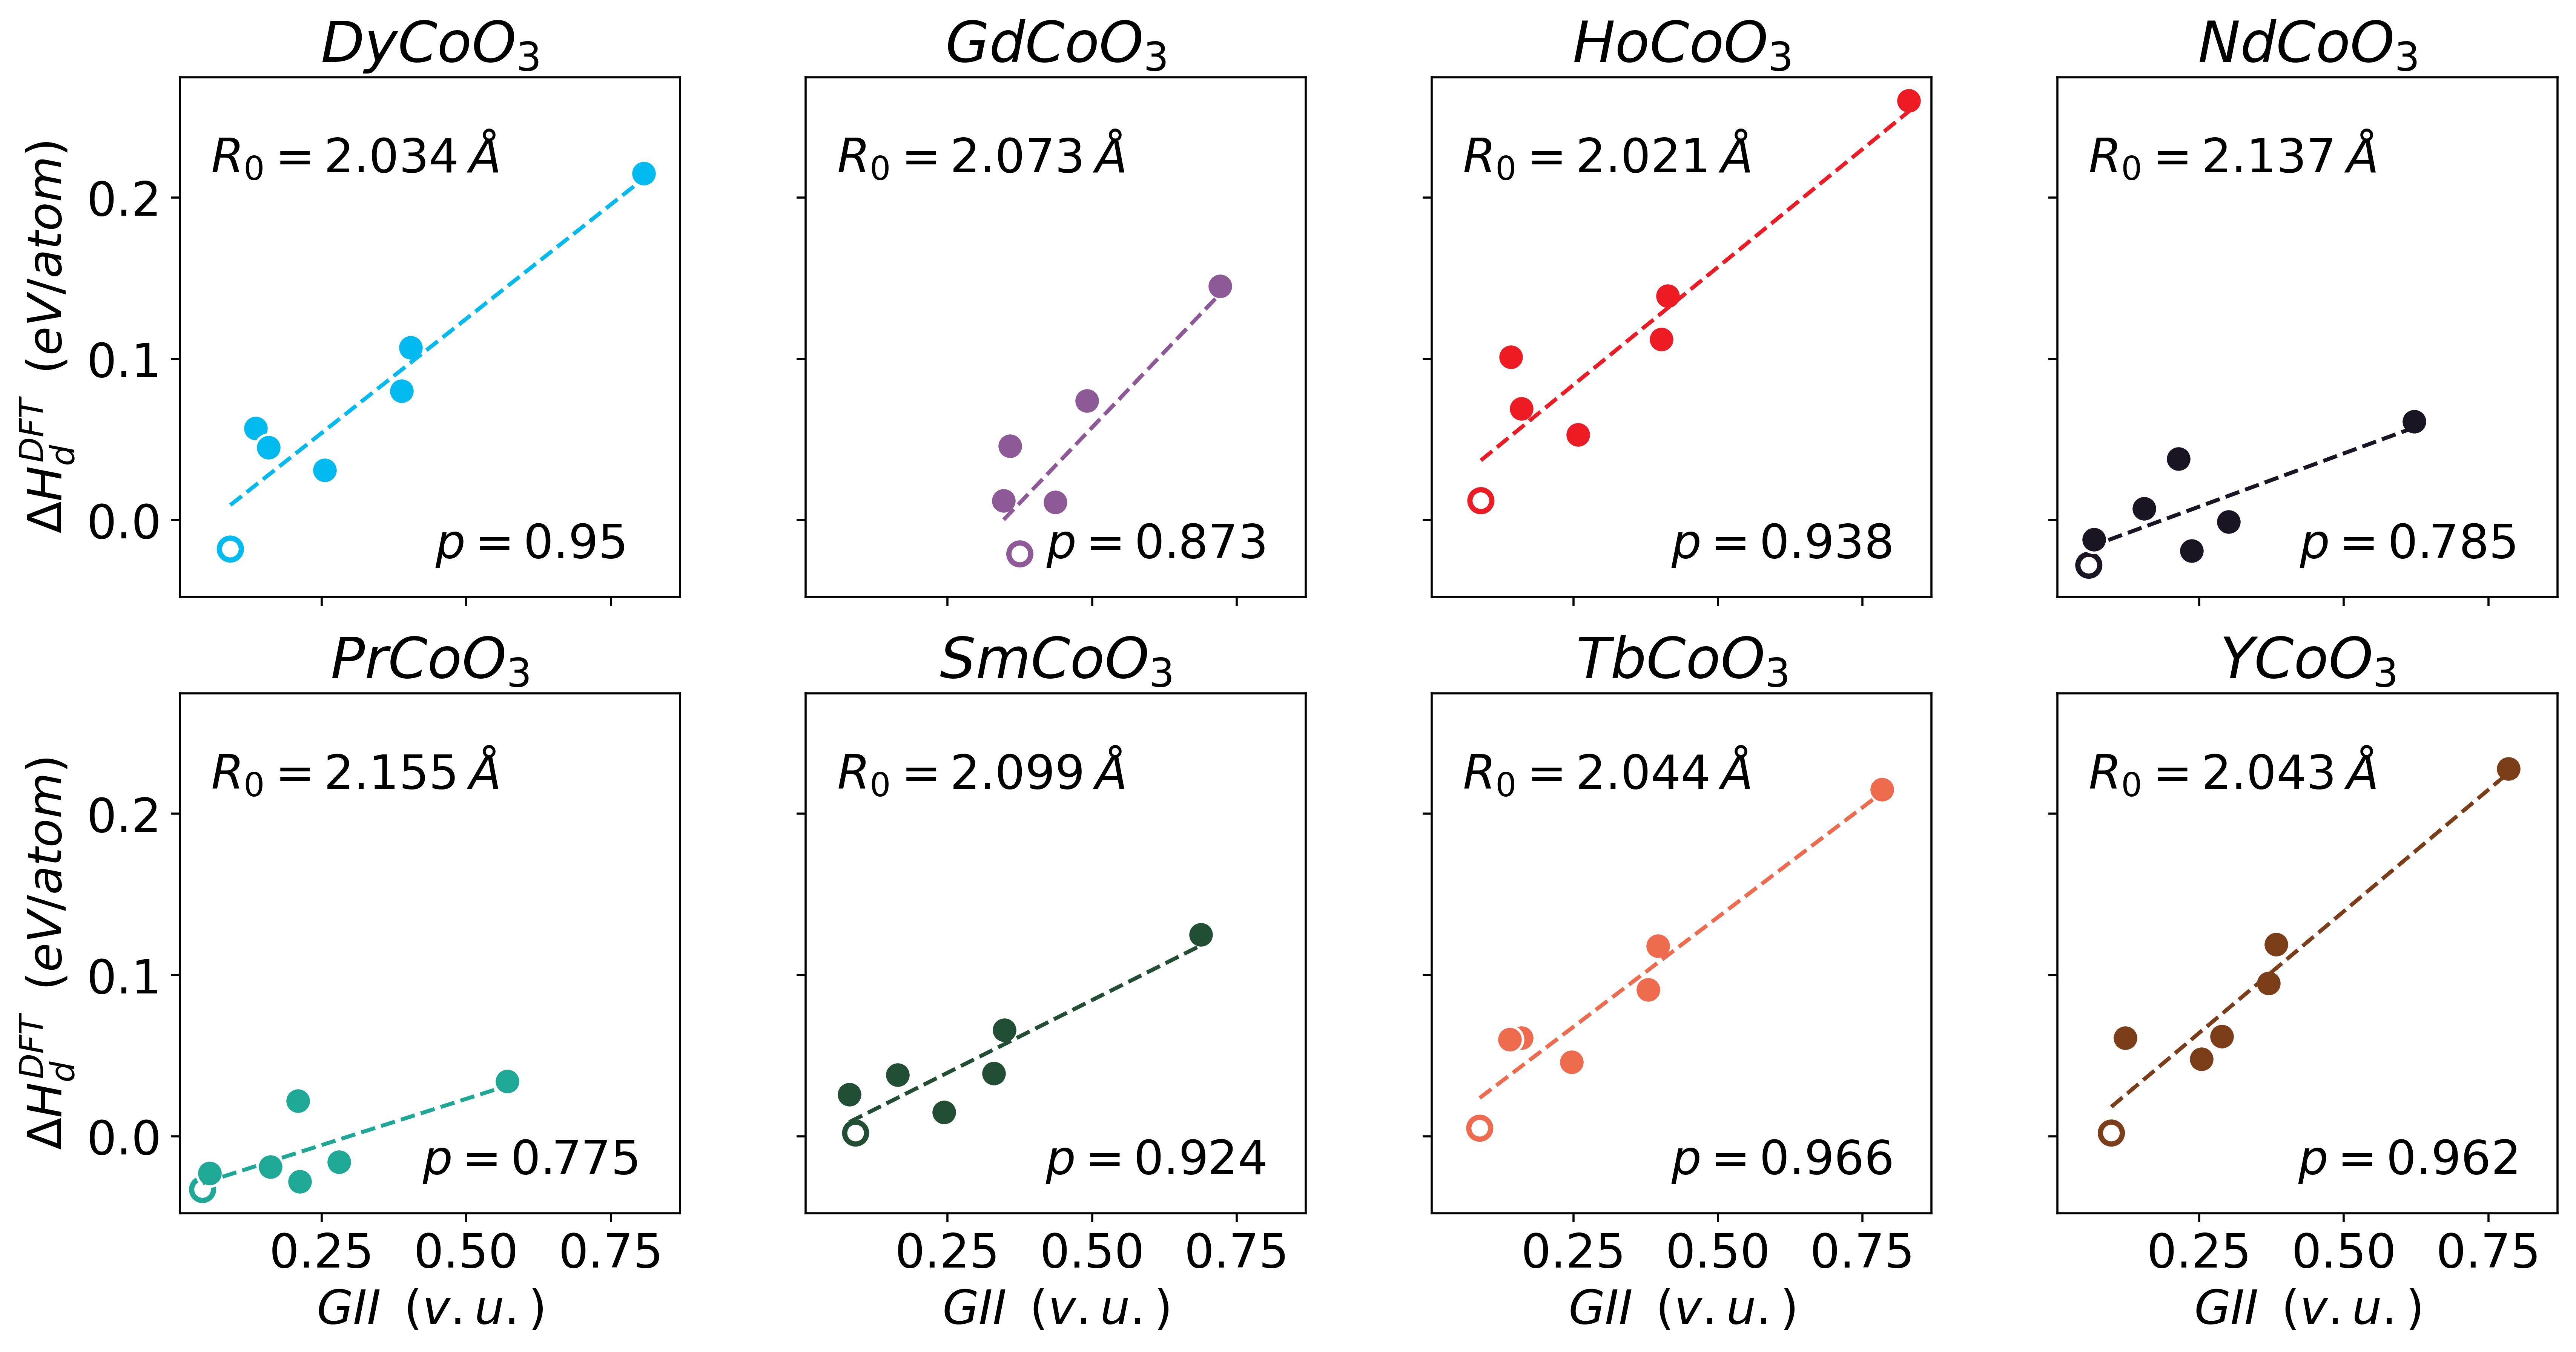 DyCoO₃ GdCoO₃ HoCoO₃ NdCoO₃
R₀ = 2.034 Å R₀ = 2.073 Å R₀ = 2.021 Å R₀ = 2.137 Å
ΔH_d^DFT (eV/atom)
0.2
0.1
0.0
p = 0.95 p = 0.873 p = 0.938 p = 0.785
PrCoO₃ SmCoO₃ TbCoO₃ YCoO₃
R₀ = 2.155 Å R₀ = 2.099 Å R₀ = 2.044 Å R₀ = 2.043 Å
ΔH_d^DFT (eV/atom)
0.2
0.1
0.0
p = 0.775 p = 0.924 p = 0.966 p = 0.962
0.25 0.50 0.75 0.25 0.50 0.75 0.25 0.50 0.75 0.25 0.50 0.75
GII (v.u.) GII (v.u.) GII (v.u.) GII (v.u.)